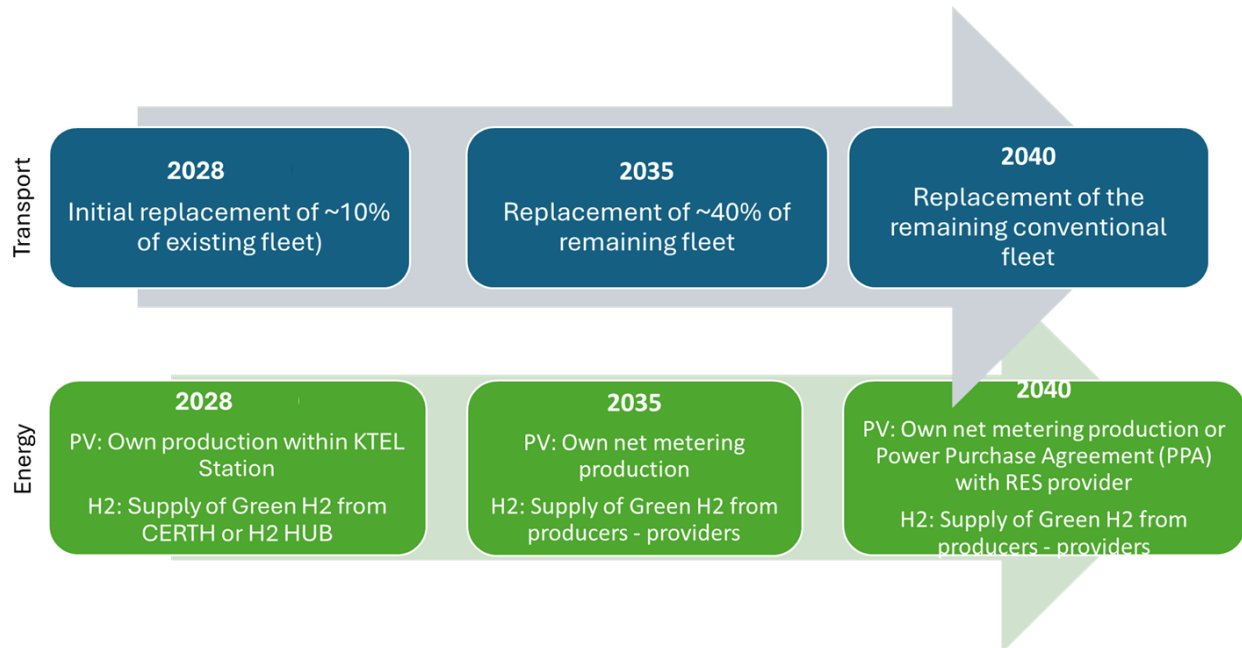 Transport
2028
Initial replacement of ~10%
of existing fleet)
2035
Replacement of ~40% of
remaining fleet
2040
Replacement of the
remaining conventional
fleet
Energy
2028
PV: Own production within KTEL
Station
H2: Supply of Green H2 from
CERTH or H2 HUB
2035
PV: Own net metering
production
H2: Supply of Green H2 from
producers - providers
2040
PV: Own net metering production or
Power Purchase Agreement (PPA)
with RES provider
H2: Supply of Green H2 from
producers - providers